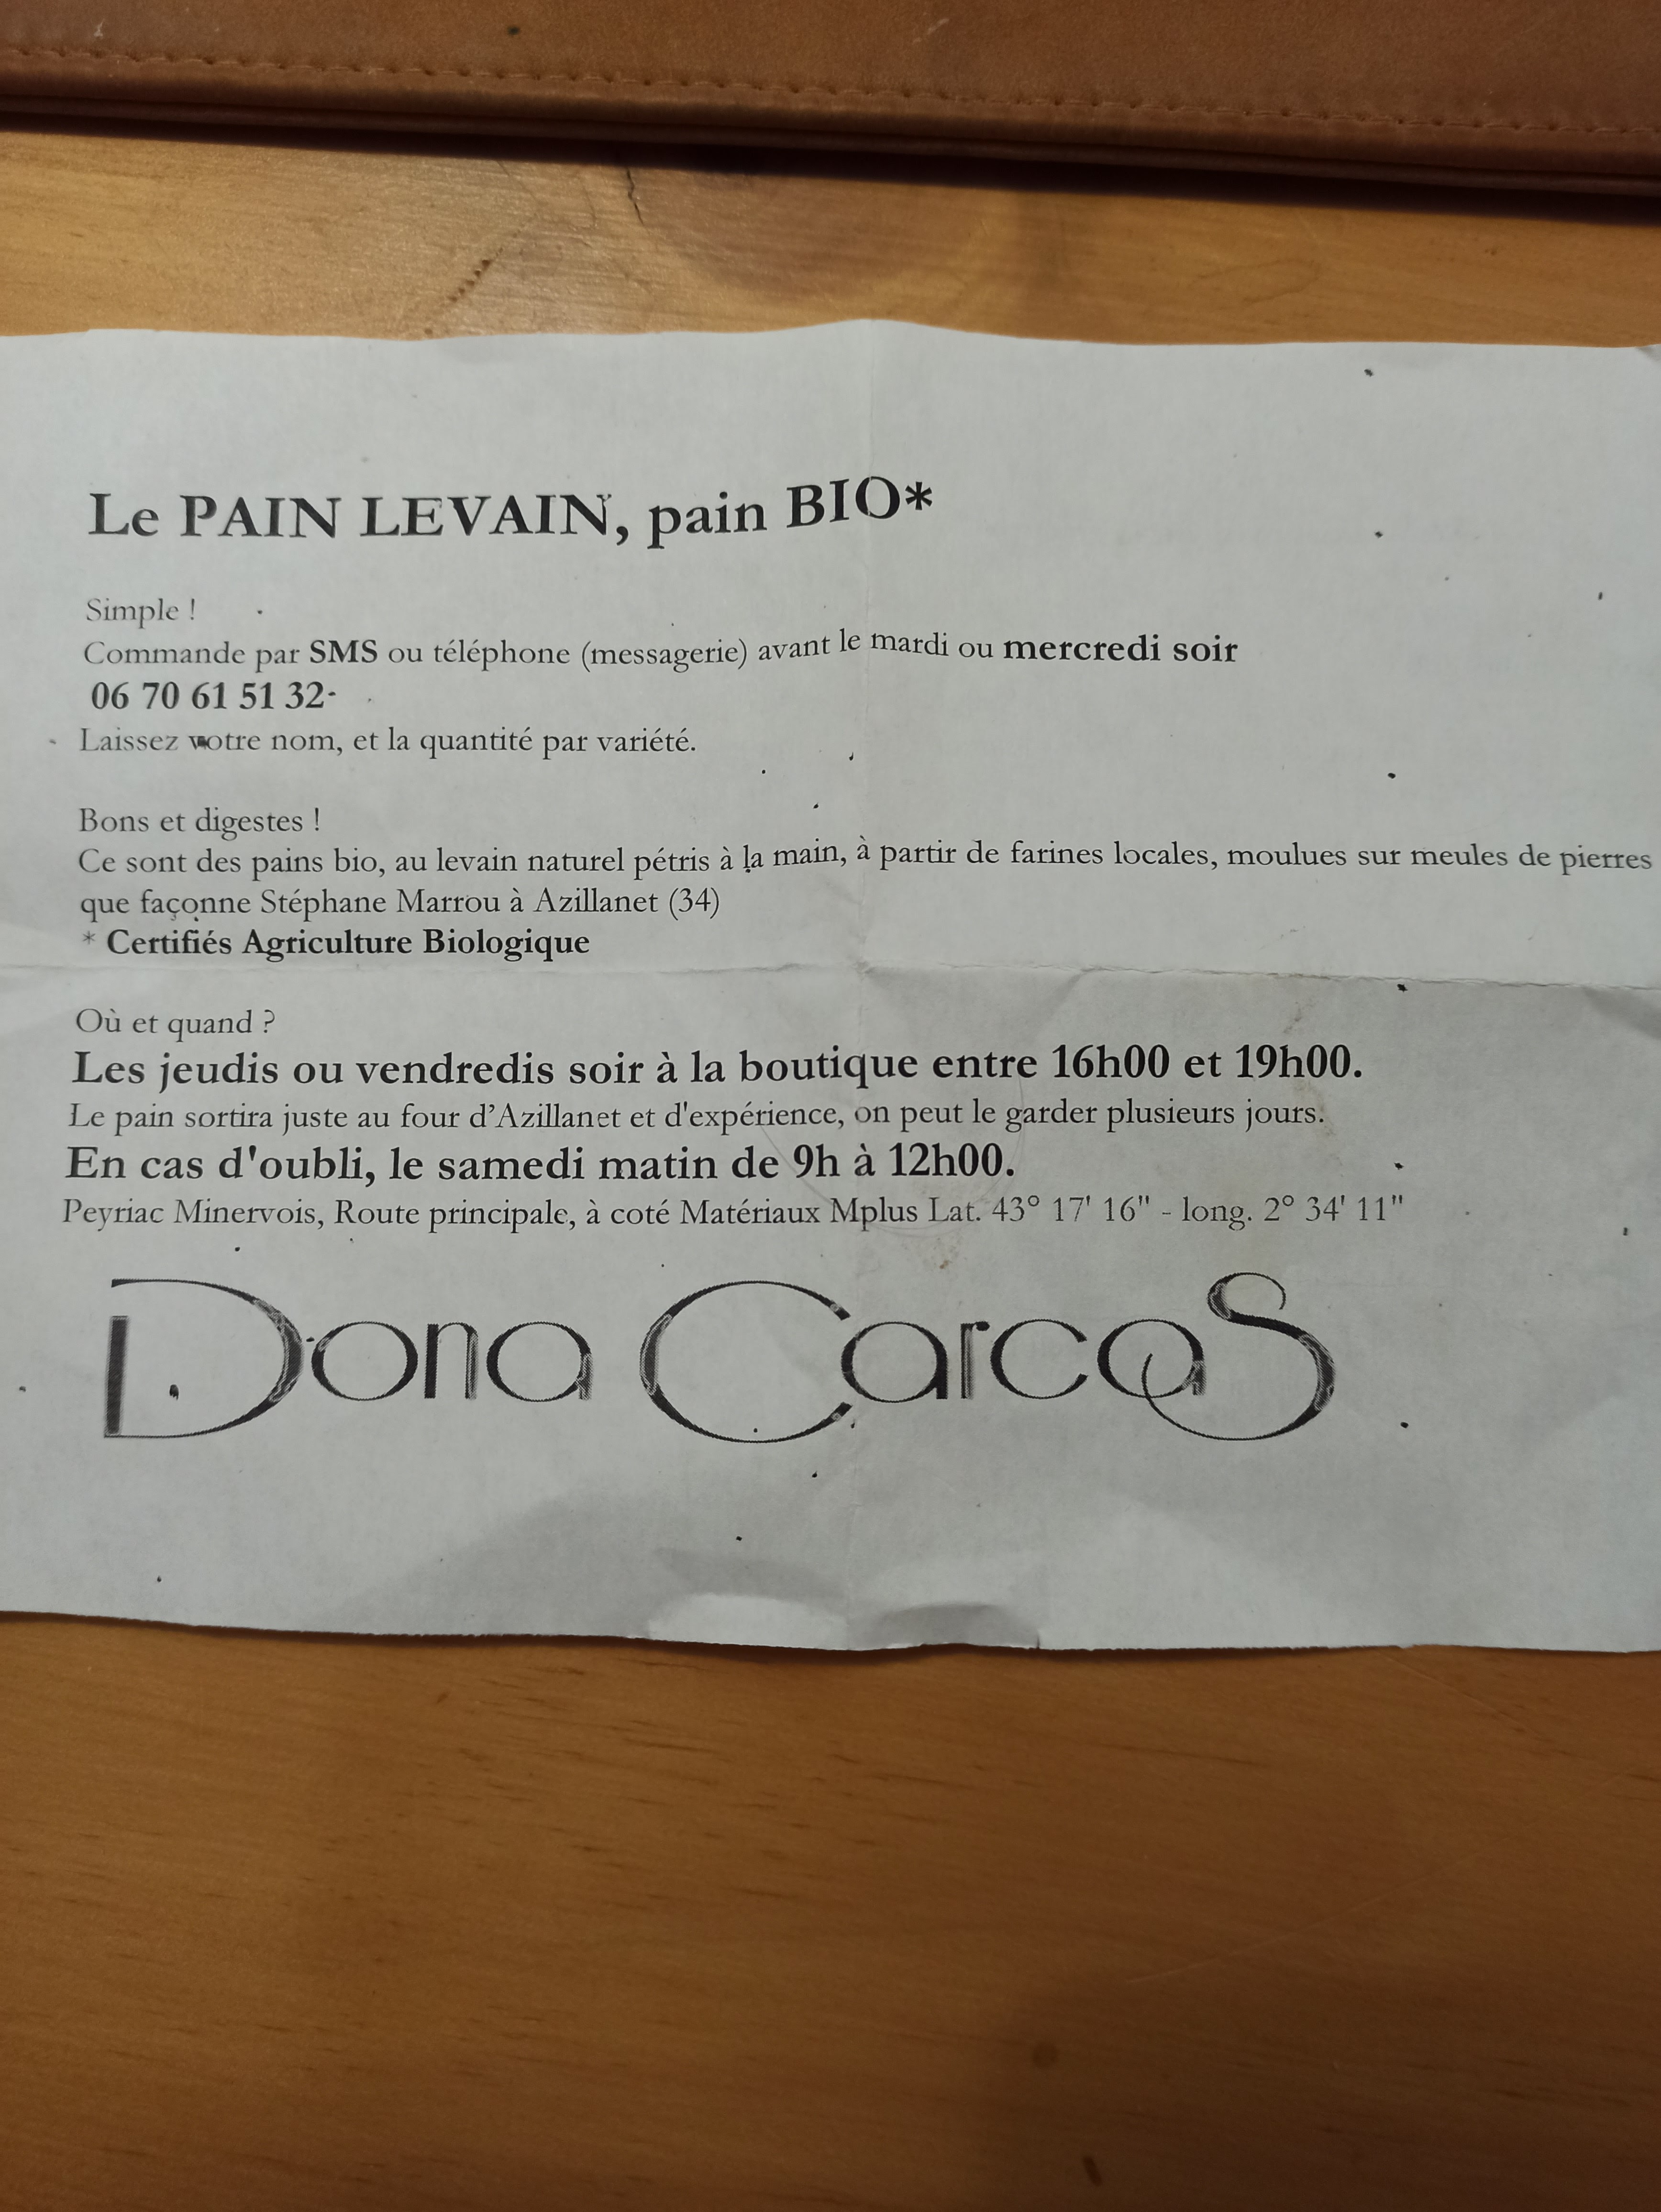 Le PAIN LEVAIN, pain BIO*
Simple !
Commande par SMS ou téléphone (messagerie) avant le mardi ou mercredi soir
06 70 61 51 32-
Laissez votre nom, et la quantité par variété.
Bons et digestes !
Ce sont des pains bio, au levain naturel pétris à la main, à partir de farines locales, moulues sur meules de pierres
que façonne Stéphane Marrou à Azillanet (34)
* Certifiés Agriculture Biologique
Où et quand ?
Les jeudis ou vendredis soir à la boutique entre 16h00 et 19h00.
Le pain sortira juste au four d’Azillanet et d'expérience, on peut le garder plusieurs jours.
En cas d'oubli, le samedi matin de 9h à 12h00.
Peyriac Minervois, Route principale, à coté Matériaux Mplus Lat. 43° 17' 16" - long. 2° 34' 11"
Dona CarcaS